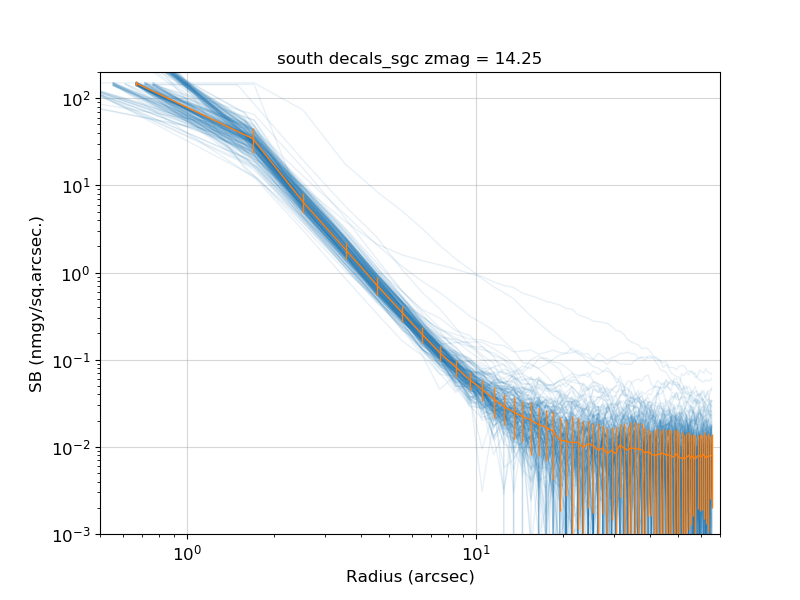 south decals_sgc zmag = 14.25
SB (nmgy/sq.arcsec.)
10²
10¹
10⁰
10⁻¹
10⁻²
10⁻³
10⁰ 10¹
Radius (arcsec)